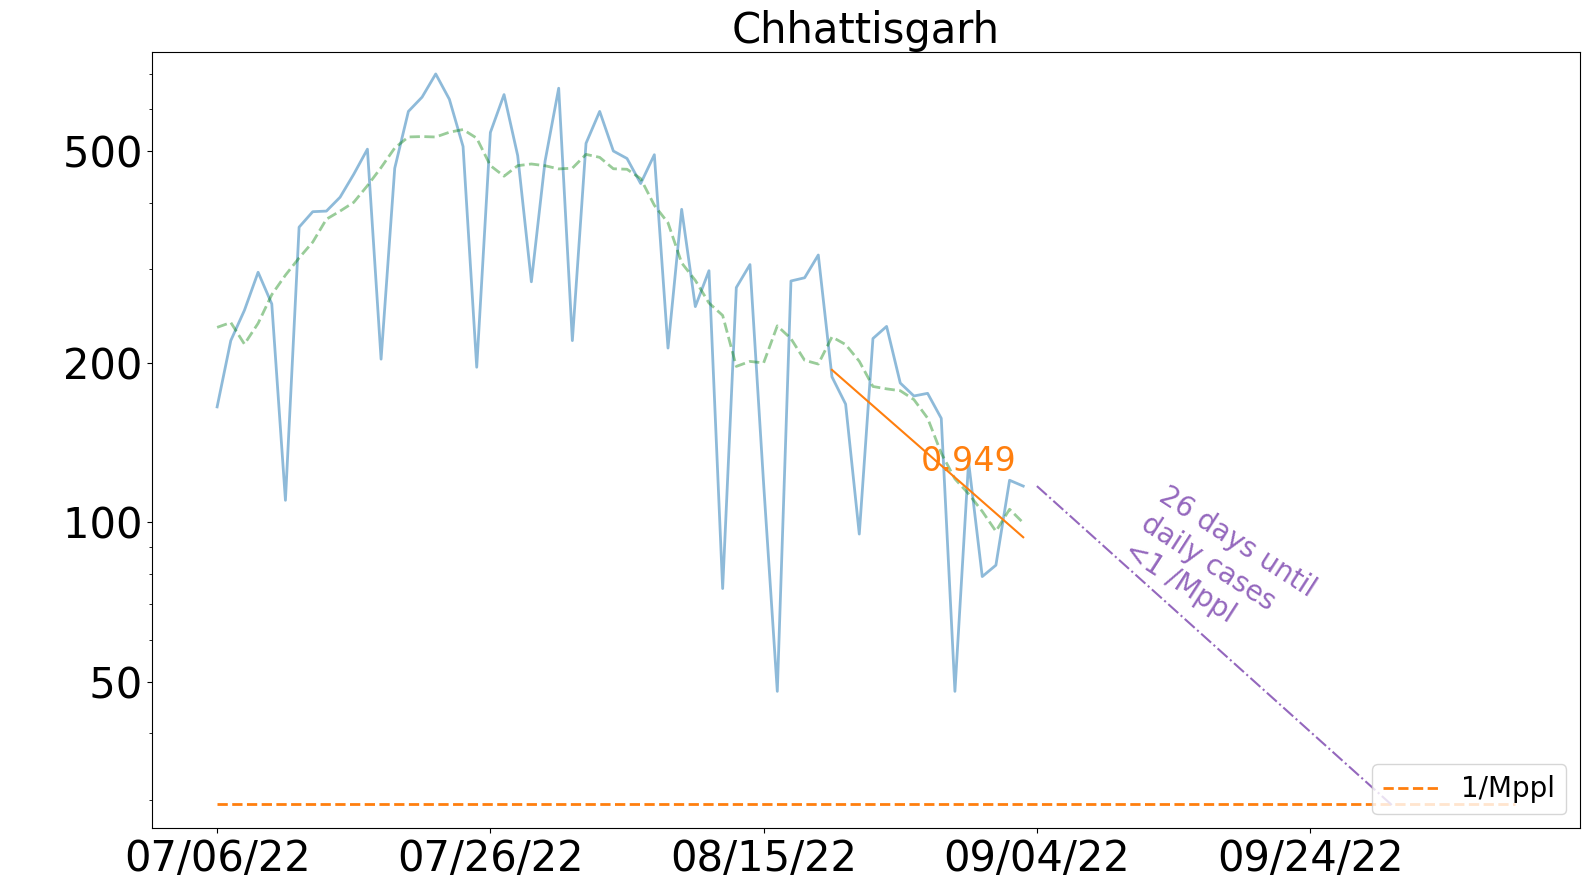 Chhattisgarh
500
200
100
50
0.949
26 days until
daily cases
<1 /Mppl
1/Mppl
07/06/22
07/26/22
08/15/22
09/04/22
09/24/22